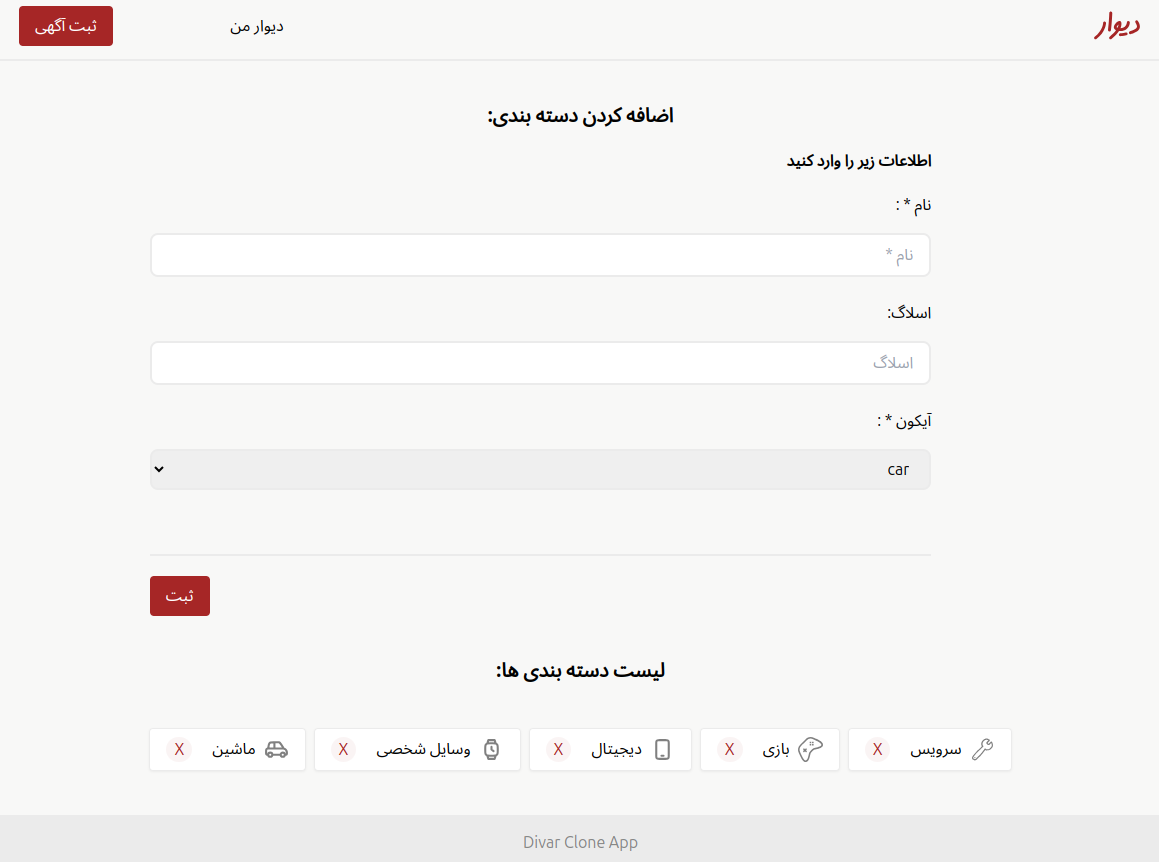 دیوار
دیوار من
ثبت آگهی
اضافه کردن دسته بندی:
اطلاعات زیر را وارد کنید
نام * :
نام *
اسلاگ:
اسلاگ
آیکون * :
car
ثبت
لیست دسته بندی ها:
سرویس X
بازی X
دیجیتال X
وسایل شخصی X
ماشین X
Divar Clone App